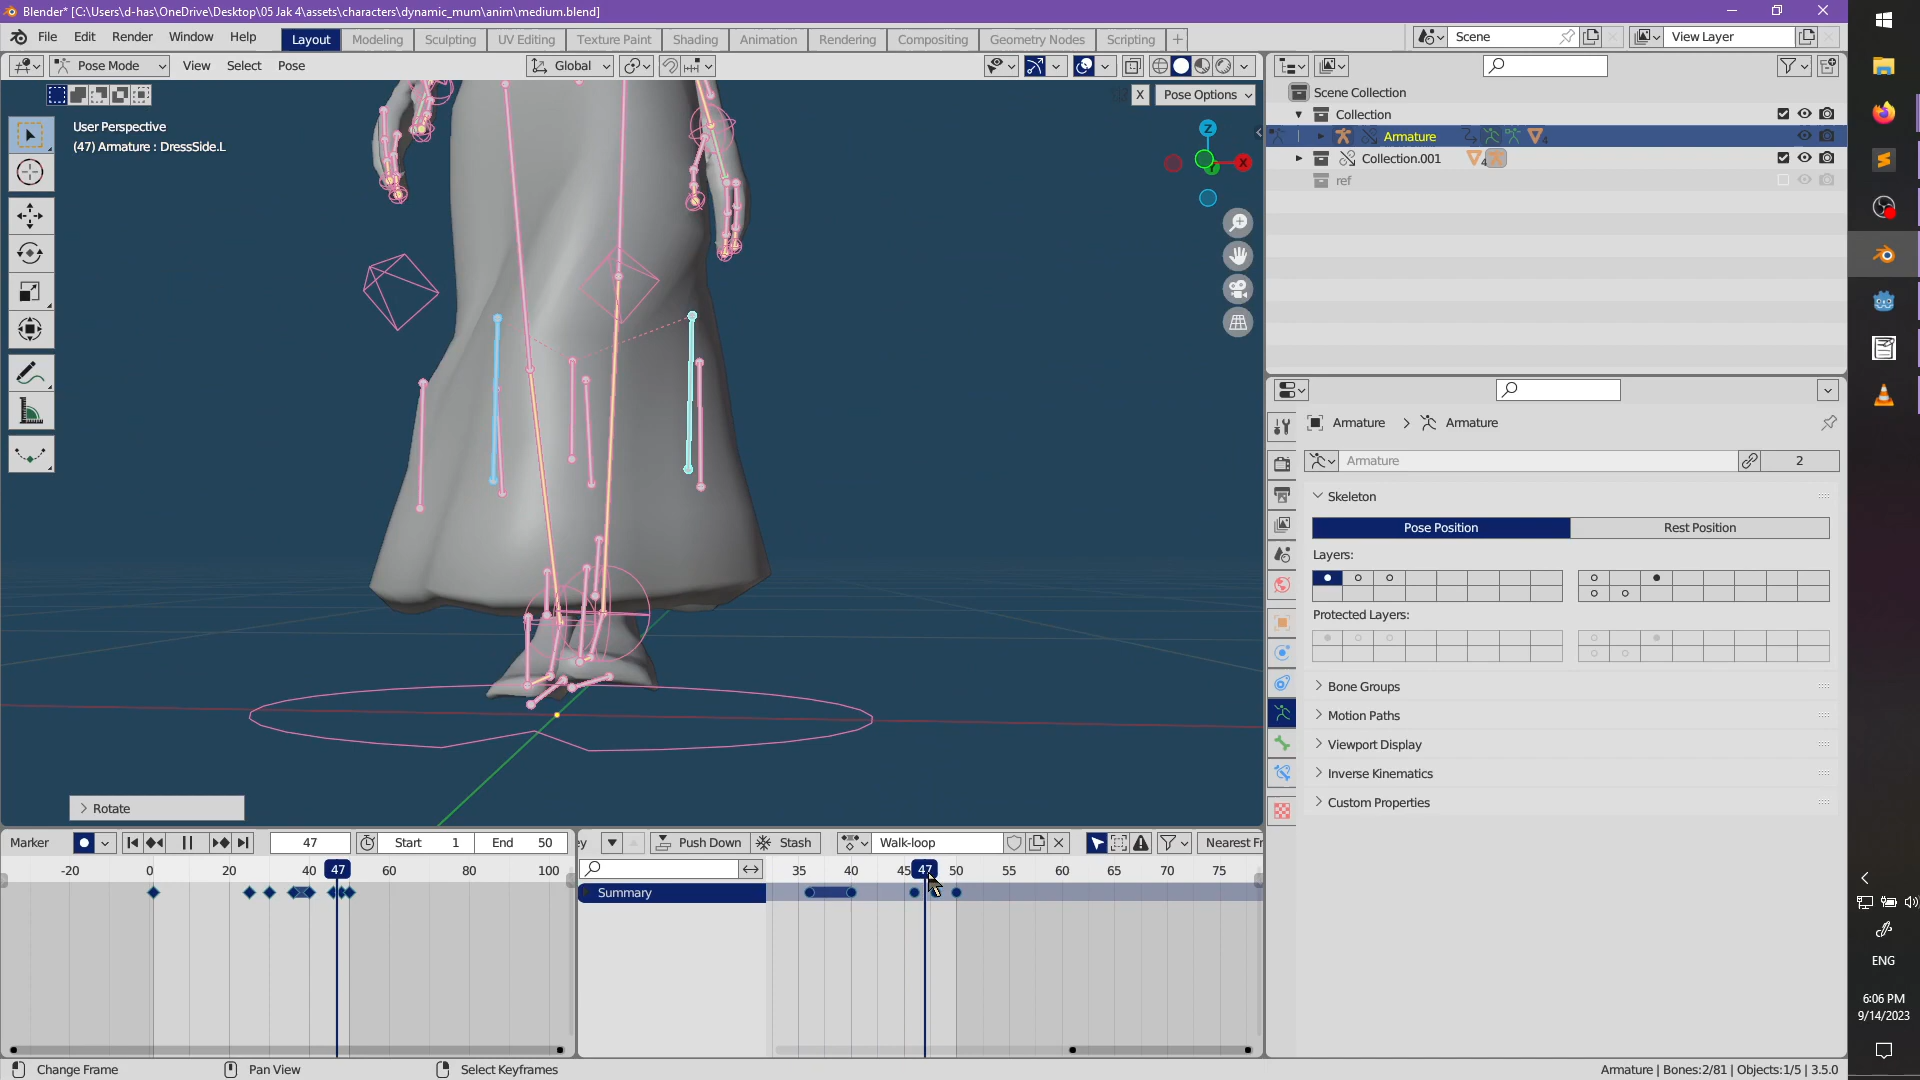 Blender* [C:\Users\d-has\OneDrive\Desktop\05 Jak 4\assets\characters\dynamic_mum\anim\medium.blend]
File Edit Render Window Help Layout Modeling Sculpting UV Editing Texture Paint Shading Animation Rendering Compositing Geometry Nodes Scripting + Scene View Layer
Pose Mode View Select Pose Global
X Pose Options
User Perspective
(47) Armature : DressSide.L
Z
X
Y
Scene Collection
Collection
Armature 4
Collection.001 4
ref
Armature > Armature
Armature 2
Skeleton
Pose Position Rest Position
Layers:
Protected Layers:
Bone Groups
Motion Paths
Viewport Display
Inverse Kinematics
Custom Properties
> Rotate
Marker 47 Start 1 End 50
ey Push Down Stash Walk-loop Nearest Fr
-20 0 20 40 47 60 80 100
35 40 45 47 50 55 60 65 70 75
Summary
Change Frame Pan View Select Keyframes
Armature | Bones:2/81 | Objects:1/5 | 3.5.0
ENG
6:06 PM
9/14/2023